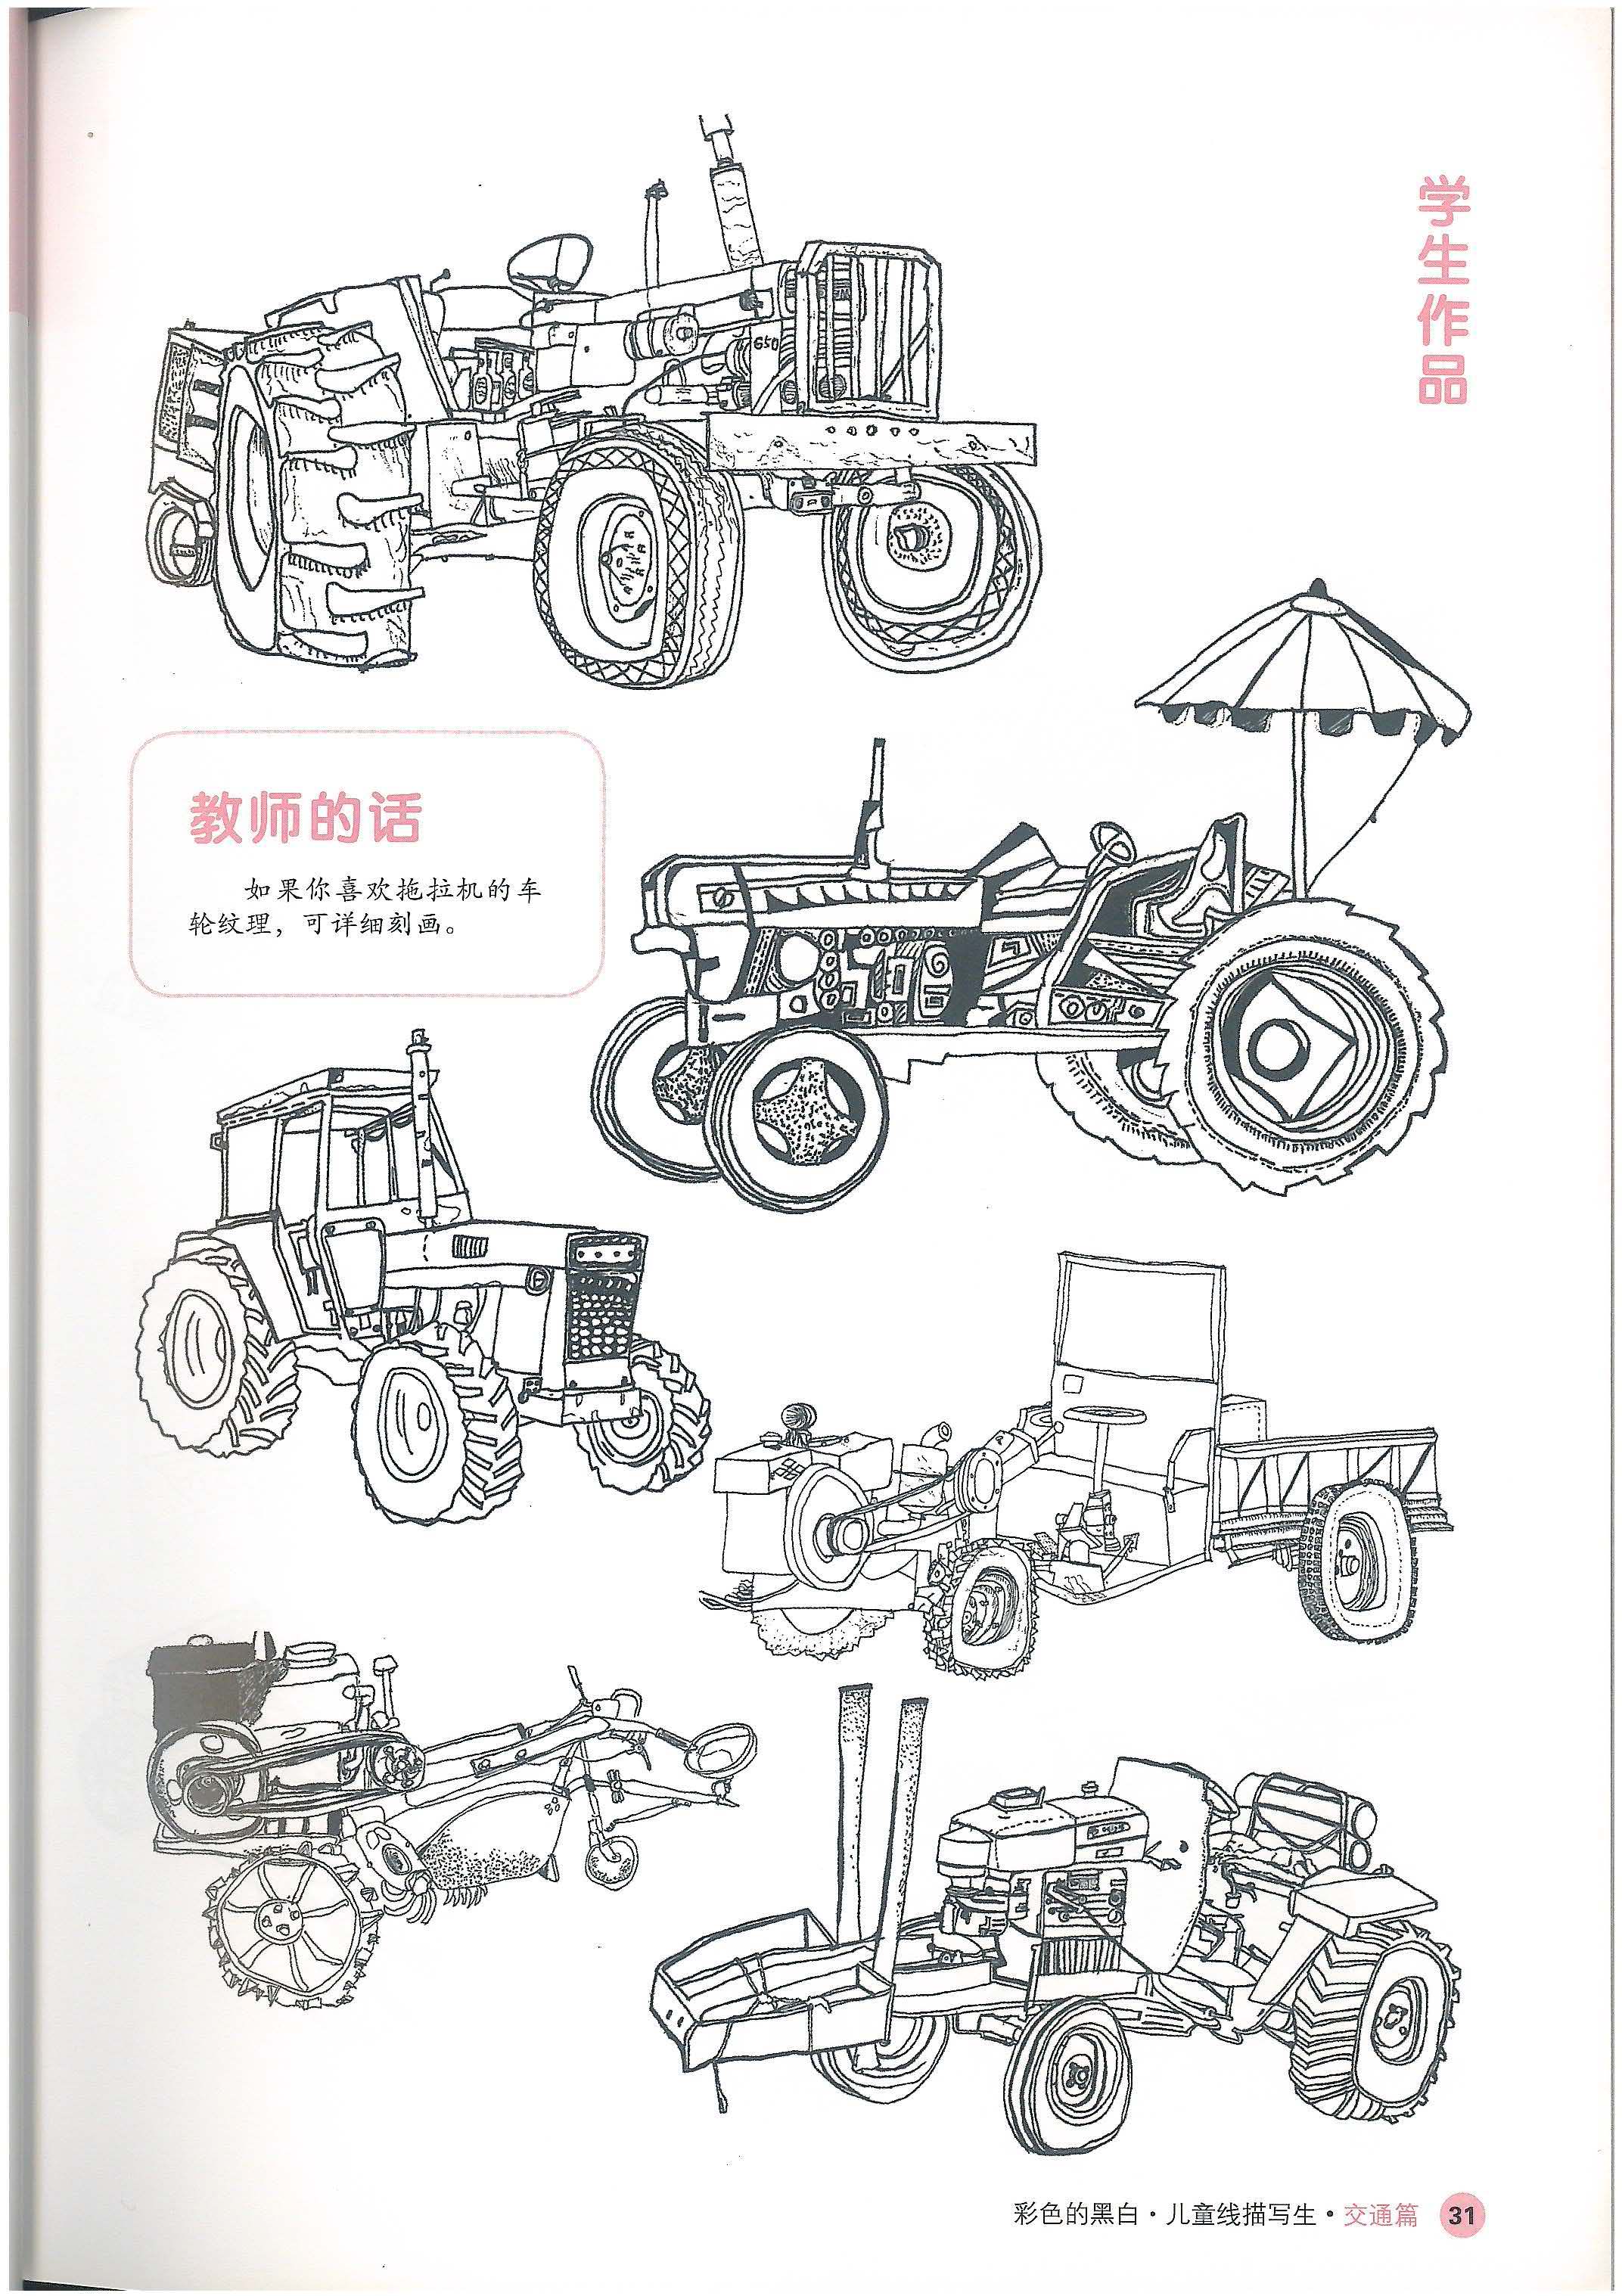 学生作品
G50
教师的话
如果你喜欢拖拉机的车
轮纹理，可详细刻画。
彩色的黑白·儿童线描写生·交通篇 31